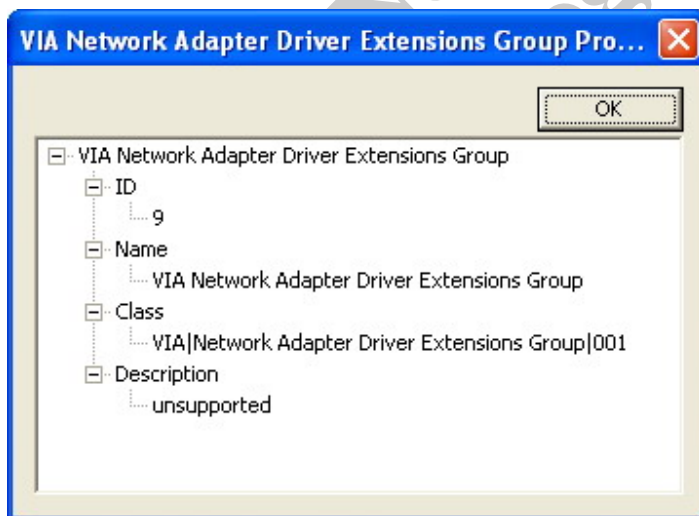 VIA Network Adapter Driver Extensions Group Pro...
OK
VIA Network Adapter Driver Extensions Group
ID
9
Name
VIA Network Adapter Driver Extensions Group
Class
VIA|Network Adapter Driver Extensions Group|001
Description
unsupported